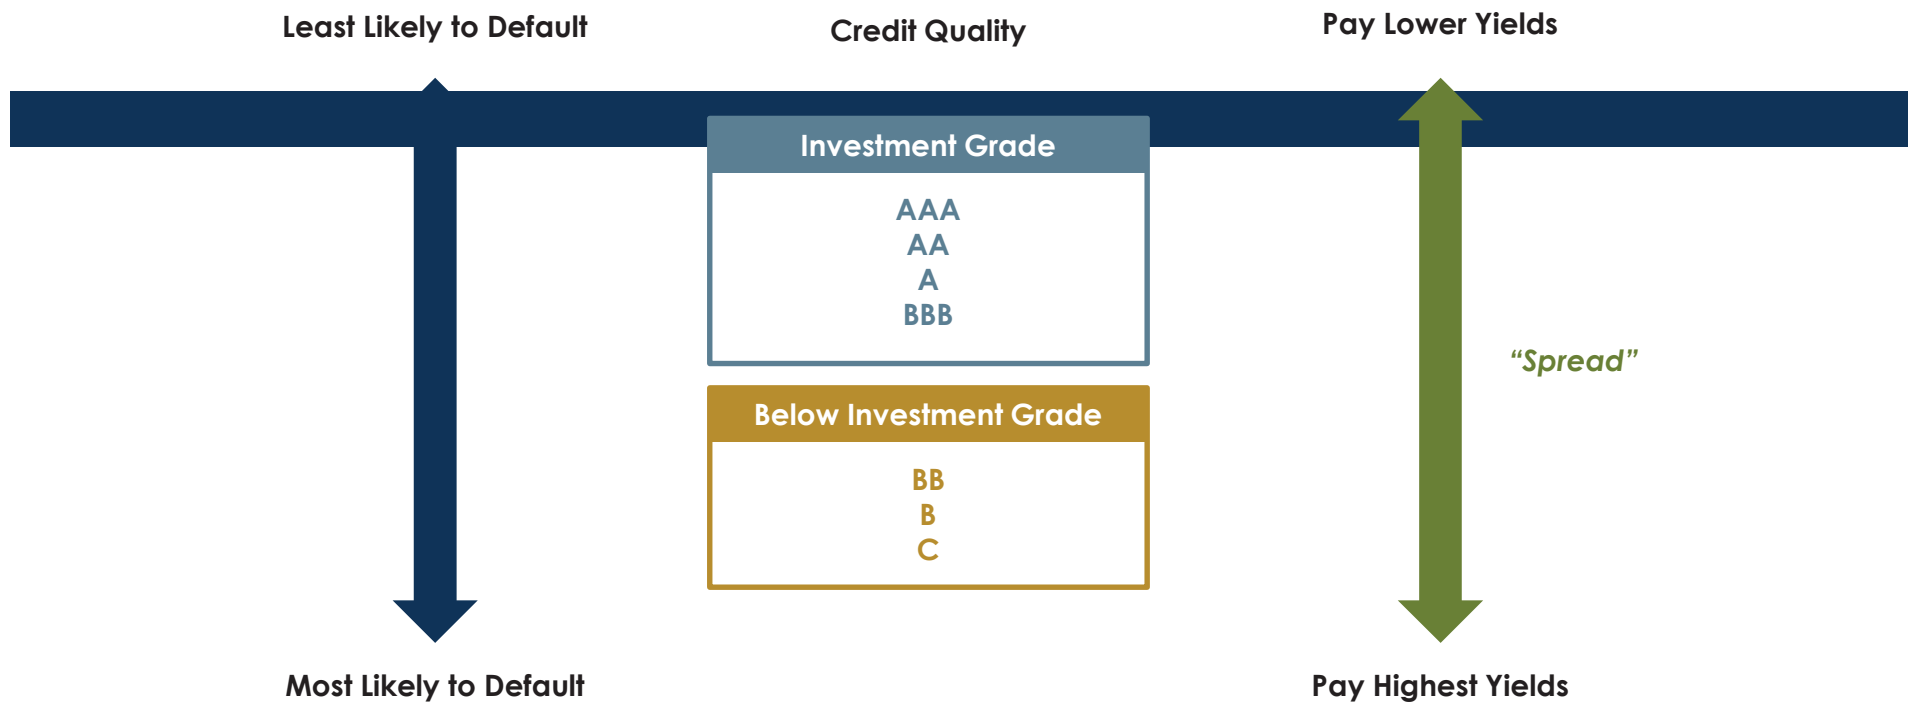 Least Likely to Default
Credit Quality
Pay Lower Yields
Investment Grade
AAA
AA
A
BBB
“Spread”
Below Investment Grade
BB
B
C
Most Likely to Default
Pay Highest Yields